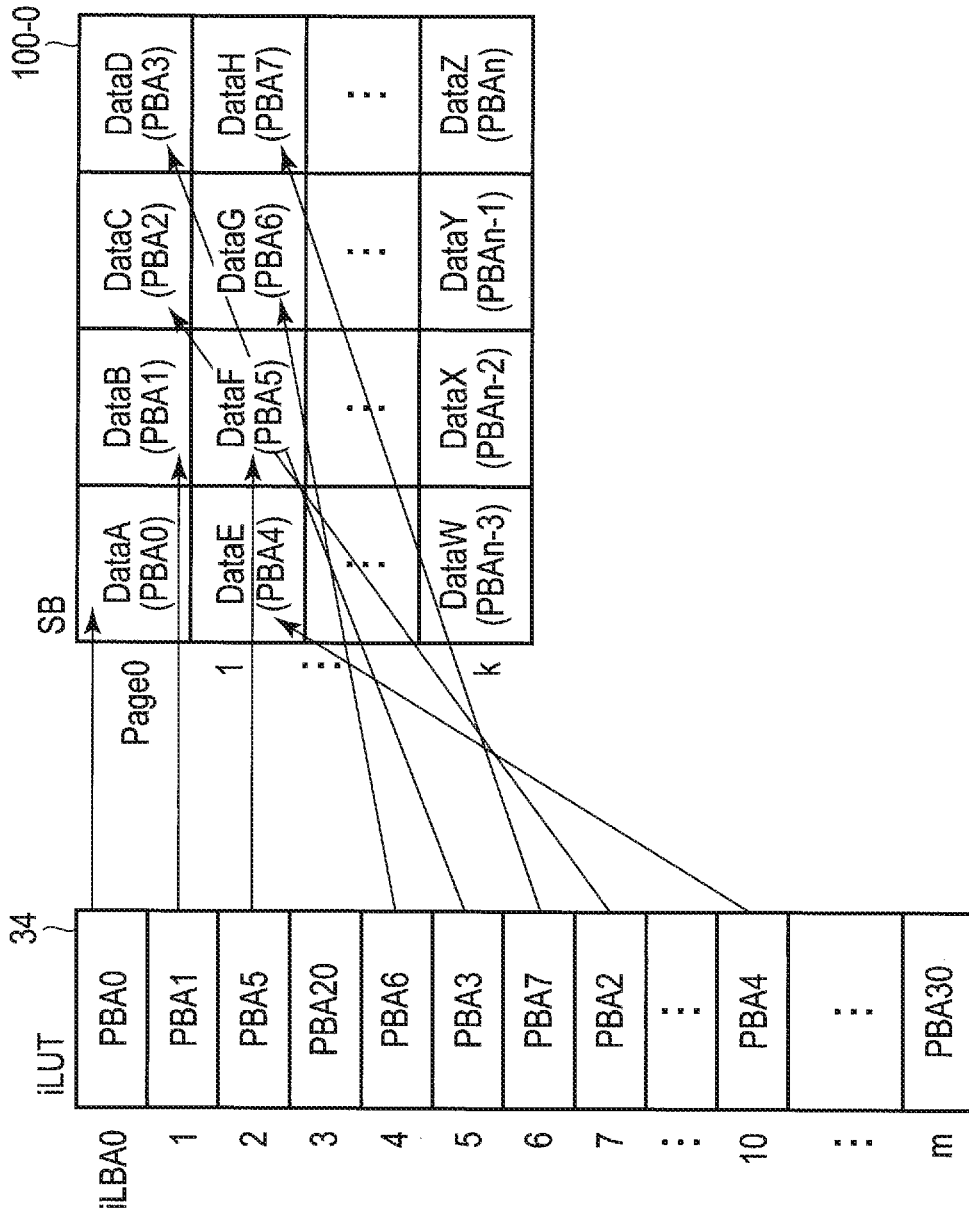 iLUT
34
iLBA0 PBA0
1 PBA1
2 PBA5
3 PBA20
4 PBA6
5 PBA3
6 PBA7
7 PBA2
⋮ ⋮
10 PBA4
⋮ ⋮
m PBA30
SB
100-0
Page0
DataA DataB DataC DataD
(PBA0) (PBA1) (PBA2) (PBA3)
1
DataE DataF DataG DataH
(PBA4) (PBA5) (PBA6) (PBA7)
⋮ ⋮ ⋮ ⋮ ⋮
k
DataW DataX DataY DataZ
(PBAn-3) (PBAn-2) (PBAn-1) (PBAn)